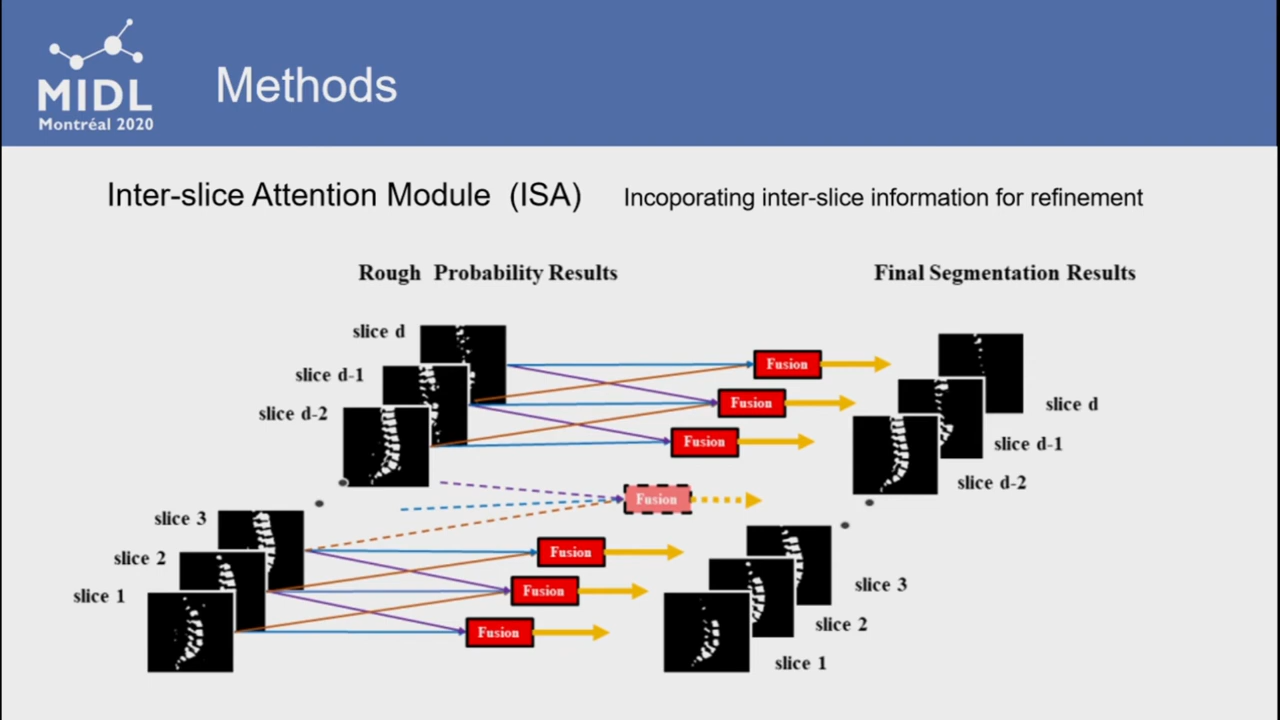 MIDL
Montréal 2020
Methods
Inter-slice Attention Module (ISA)
Incoporating inter-slice information for refinement
Rough Probability Results
Final Segmentation Results
slice d
slice d-1
slice d-2
slice 3
slice 2
slice 1
Fusion
Fusion
Fusion
Fusion
Fusion
Fusion
Fusion
slice d
slice d-1
slice d-2
slice 3
slice 2
slice 1